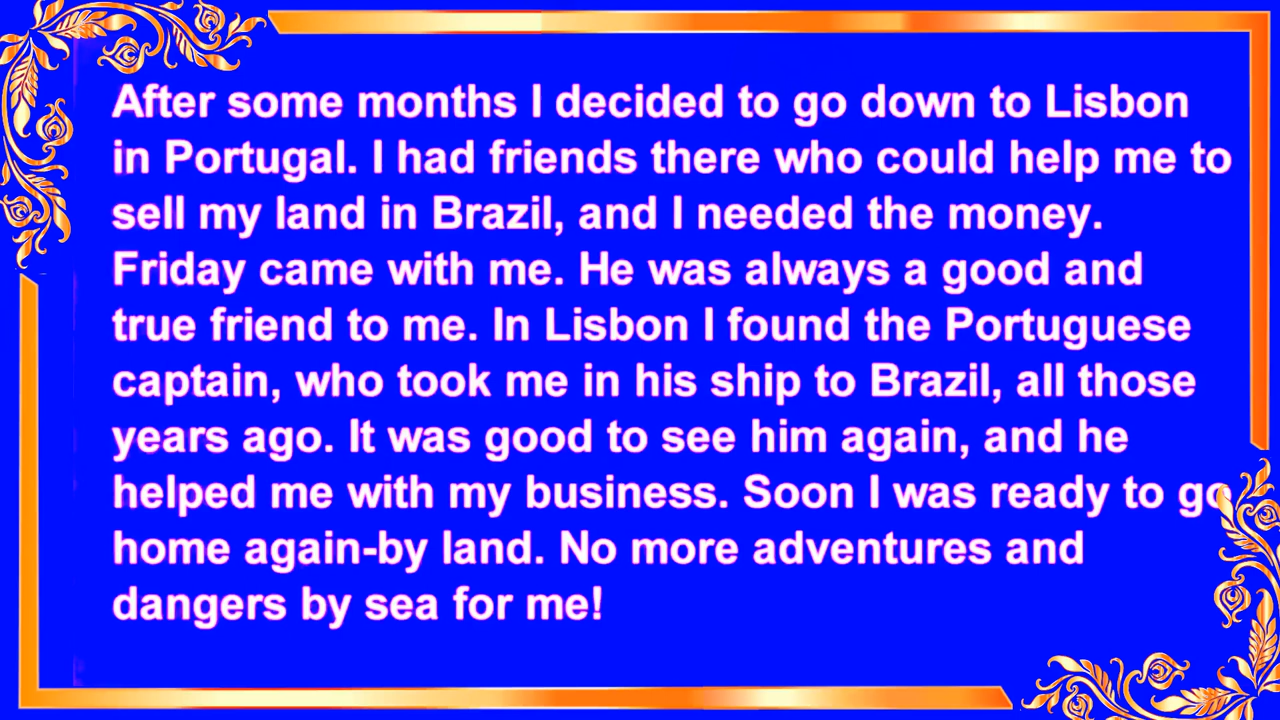 After some months I decided to go down to Lisbon
in Portugal. I had friends there who could help me to
sell my land in Brazil, and I needed the money.
Friday came with me. He was always a good and
true friend to me. In Lisbon I found the Portuguese
captain, who took me in his ship to Brazil, all those
years ago. It was good to see him again, and he
helped me with my business. Soon I was ready to go
home again-by land. No more adventures and
dangers by sea for me!